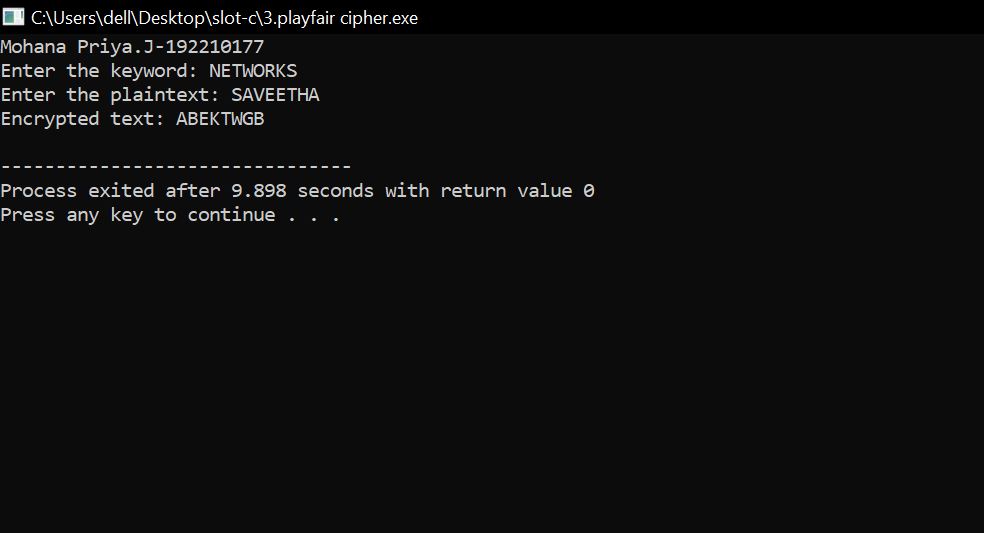 C:\Users\dell\Desktop\slot-c\3.playfair cipher.exe
Mohana Priya.J-192210177
Enter the keyword: NETWORKS
Enter the plaintext: SAVEETHA
Encrypted text: ABEKTWGB
--------------------------------
Process exited after 9.898 seconds with return value 0
Press any key to continue . . .